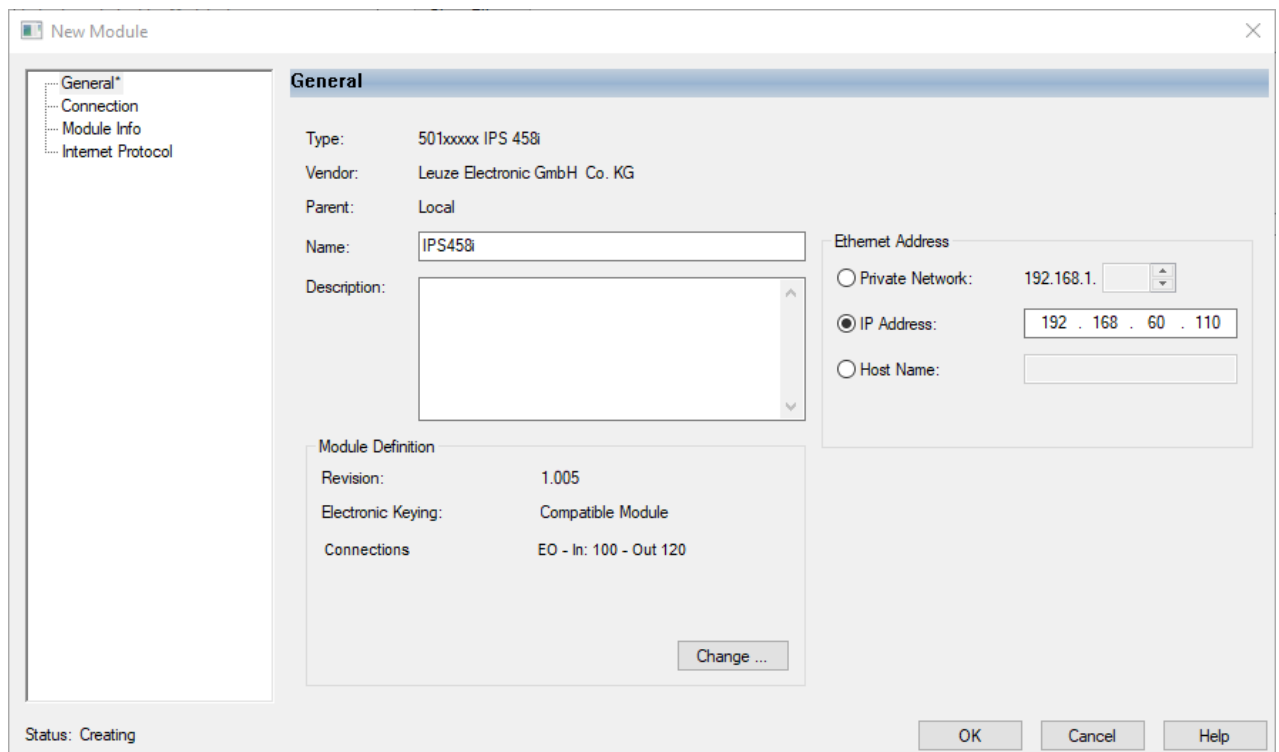 New Module
General*
Connection
Module Info
Internet Protocol
General
Type: 501xxxxx IPS 458i
Vendor: Leuze Electronic GmbH Co. KG
Parent: Local
Name: IPS458i
Description:
Ethernet Address
Private Network: 192.168.1.
IP Address: 192 . 168 . 60 . 110
Host Name:
Module Definition
Revision: 1.005
Electronic Keying: Compatible Module
Connections EO - In: 100 - Out 120
Change ...
Status: Creating
OK Cancel Help